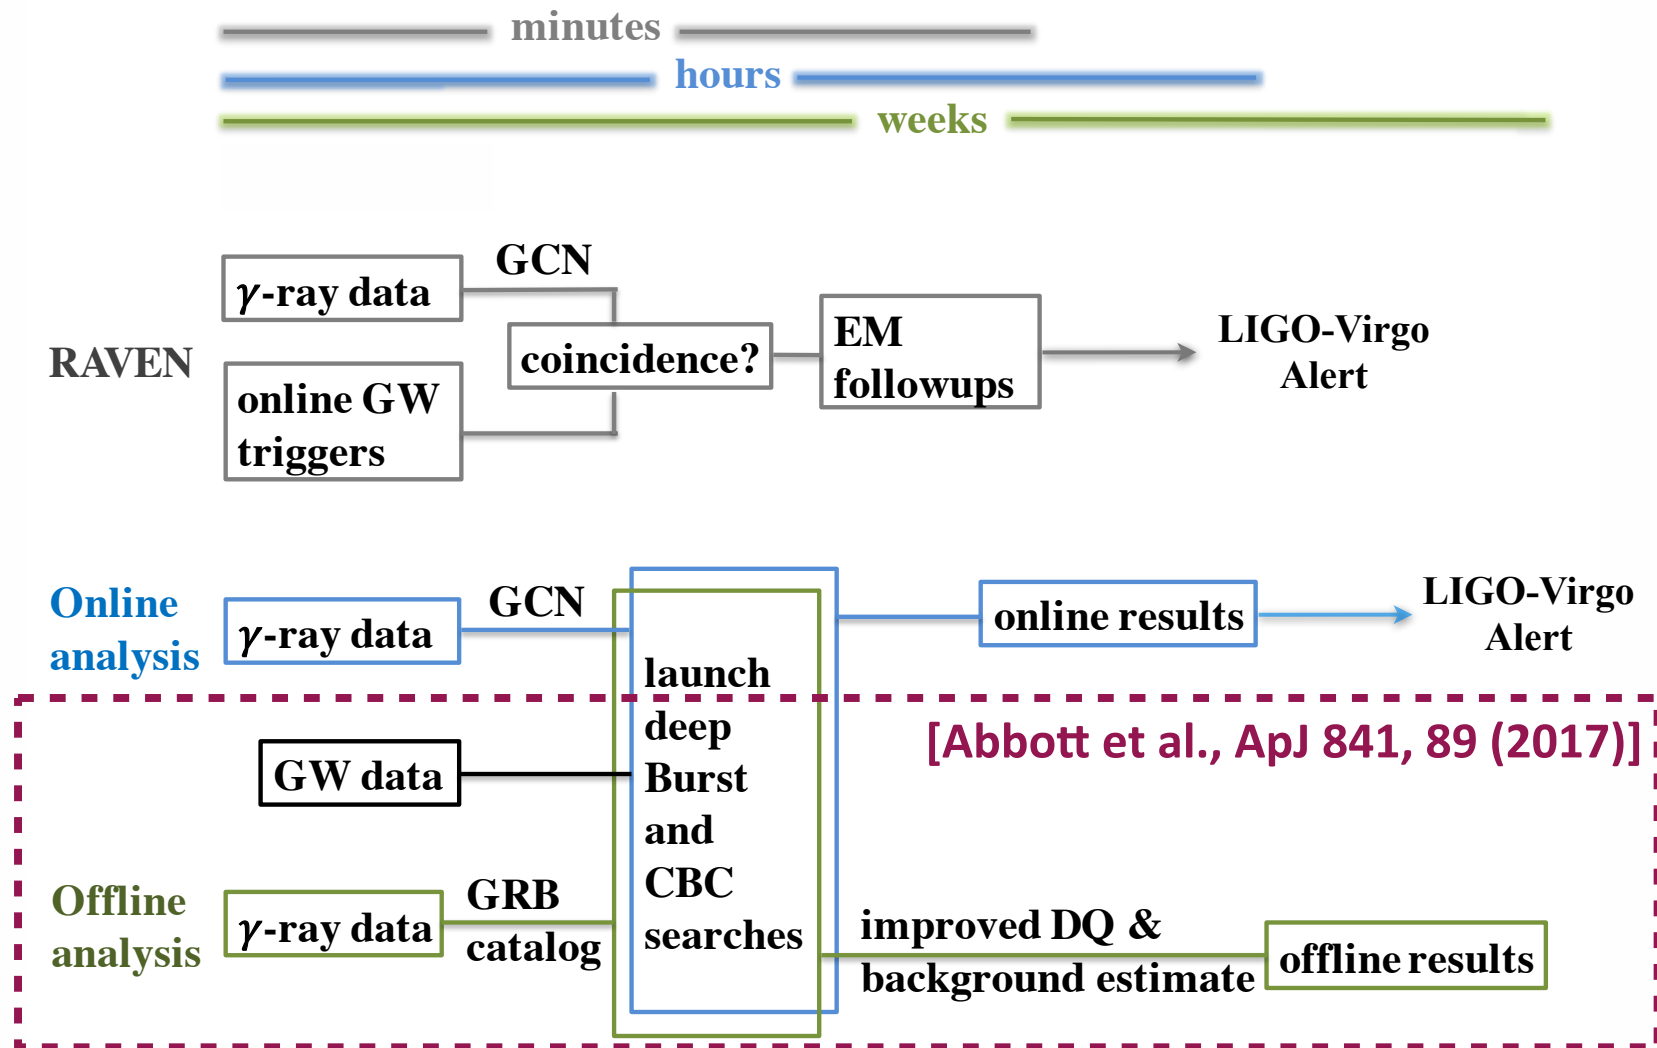 minutes
hours
weeks
RAVEN
γ-ray data
GCN
online GW
triggers
coincidence?
EM
followups
LIGO-Virgo
Alert
Online
analysis
γ-ray data
GCN
launch
deep
Burst
and
CBC
searches
online results
LIGO-Virgo
Alert
[Abbott et al., ApJ 841, 89 (2017)]
GW data
Offline
analysis
γ-ray data
GRB
catalog
improved DQ &
background estimate
offline results